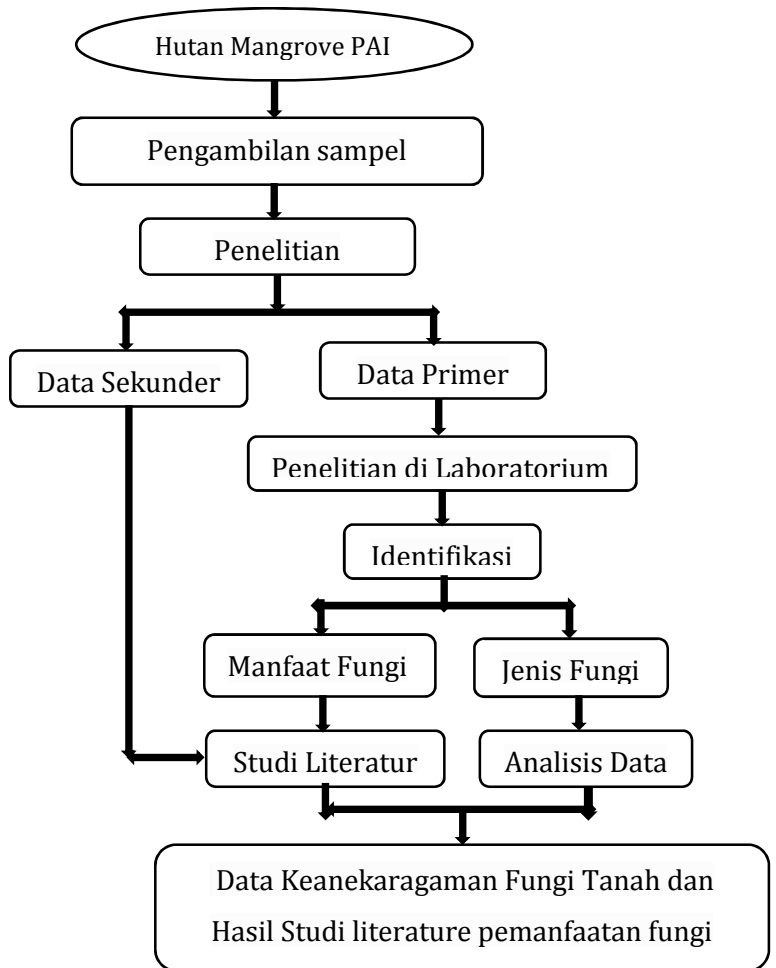 Hutan Mangrove PAI
Pengambilan sampel
Penelitian
Data Sekunder
Data Primer
Penelitian di Laboratorium
Identifikasi
Manfaat Fungi
Jenis Fungi
Studi Literatur
Analisis Data
Data Keanekaragaman Fungi Tanah dan
Hasil Studi literature pemanfaatan fungi